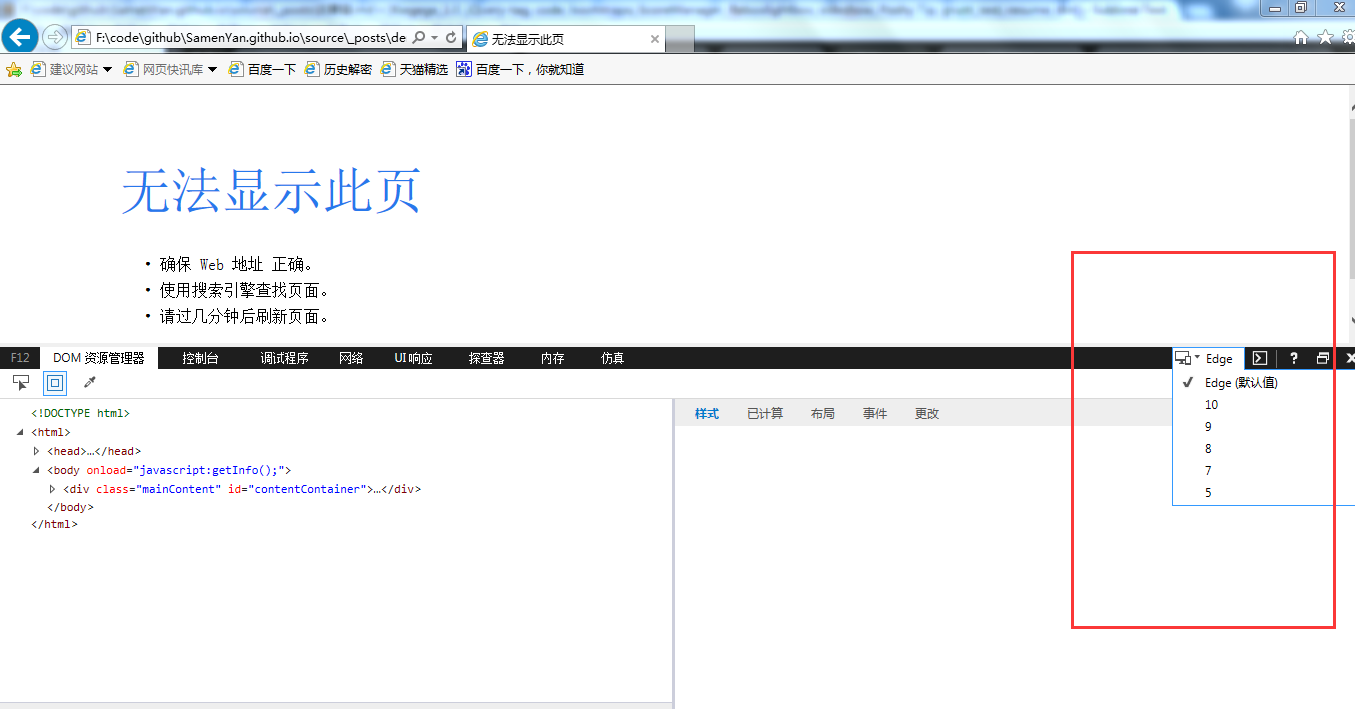 F:\code\github\SamenYan.github.io\source\_posts\de
无法显示此页
建议网站
网页快讯库
百度一下
历史解密
天猫精选
百度一下，你就知道
无法显示此页
• 确保 Web 地址 正确。
• 使用搜索引擎查找页面。
• 请过几分钟后刷新页面。
F12 DOM 资源管理器 控制台 调试程序 网络 UI 响应 探查器 内存 仿真 Edge ?
Edge (默认值)
10
9
8
7
5
样式 已计算 布局 事件 更改
<!DOCTYPE html>
<html>
<head>…</head>
<body onload="javascript:getInfo();">
<div class="mainContent" id="contentContainer">…</div>
</body>
</html>